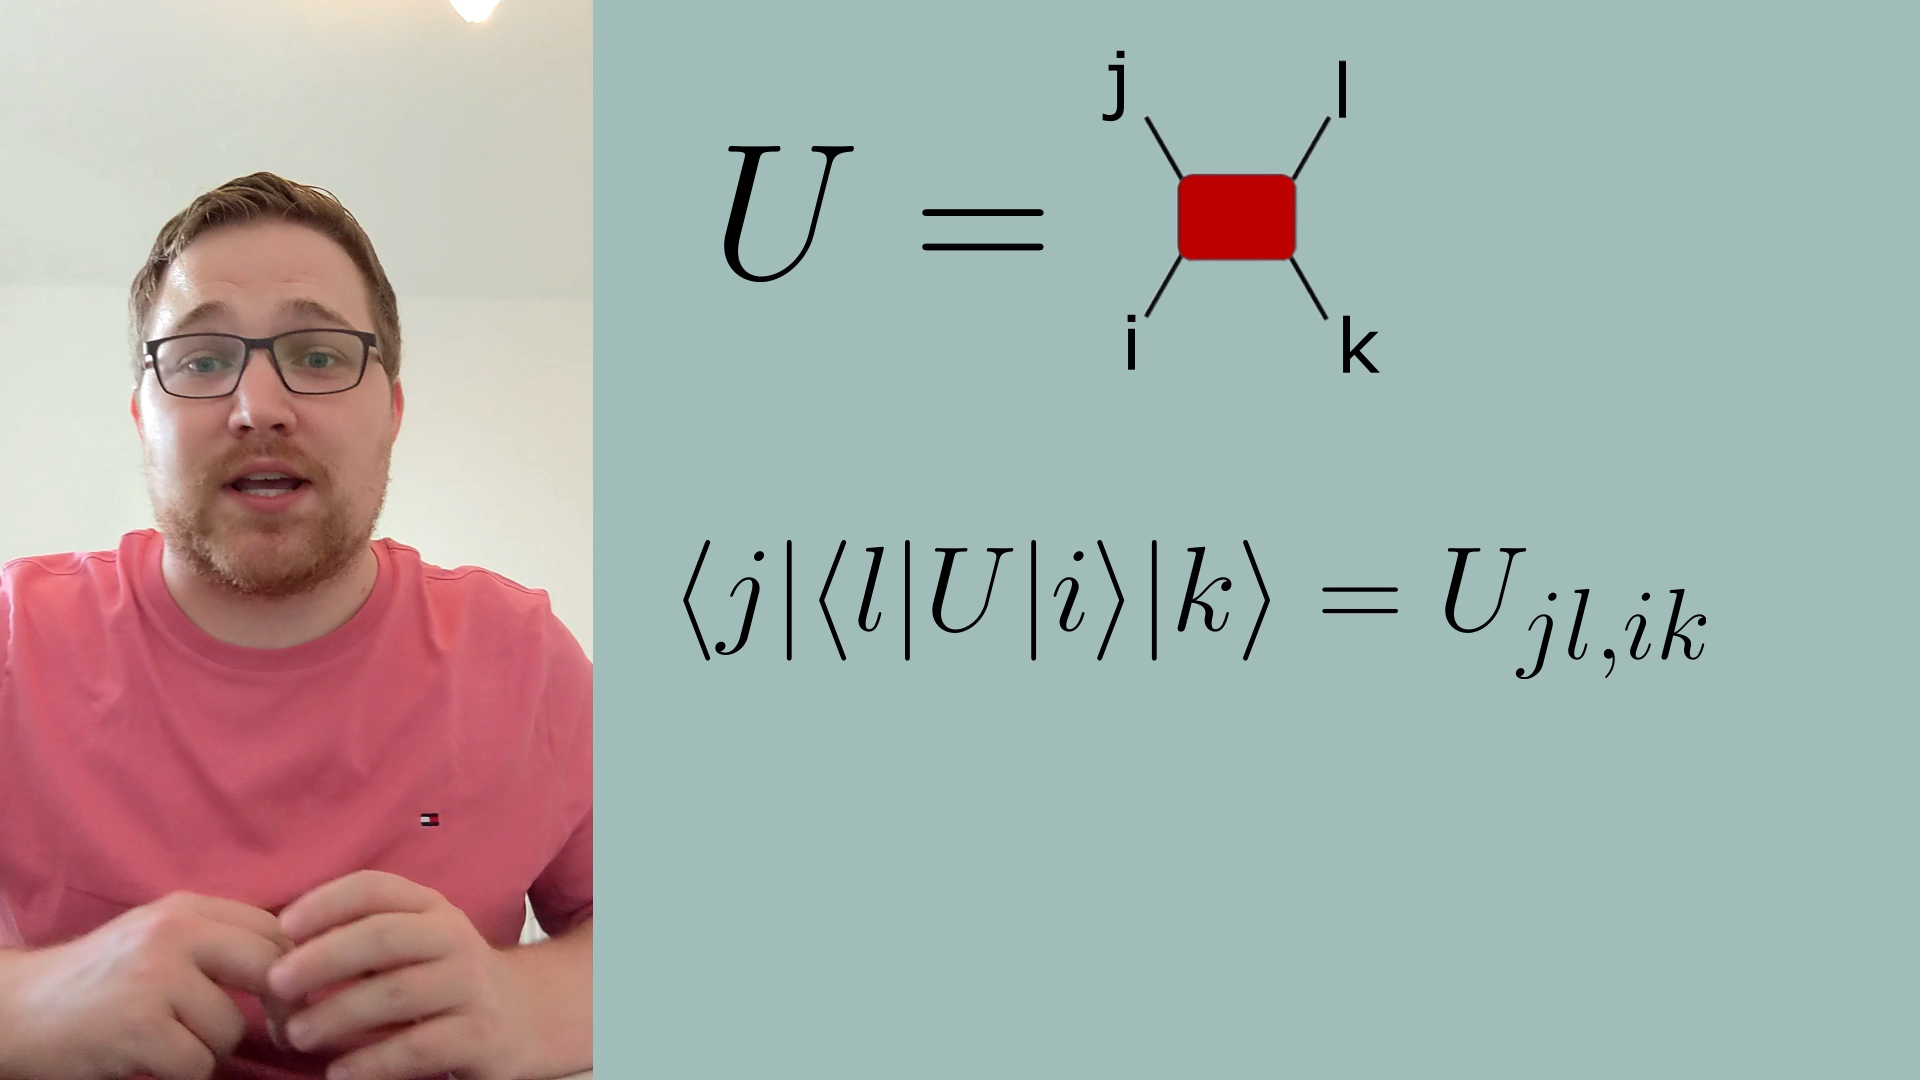 j l
U =
i k
⟨j|⟨l|U|i⟩|k⟩ = U_{jl,ik}